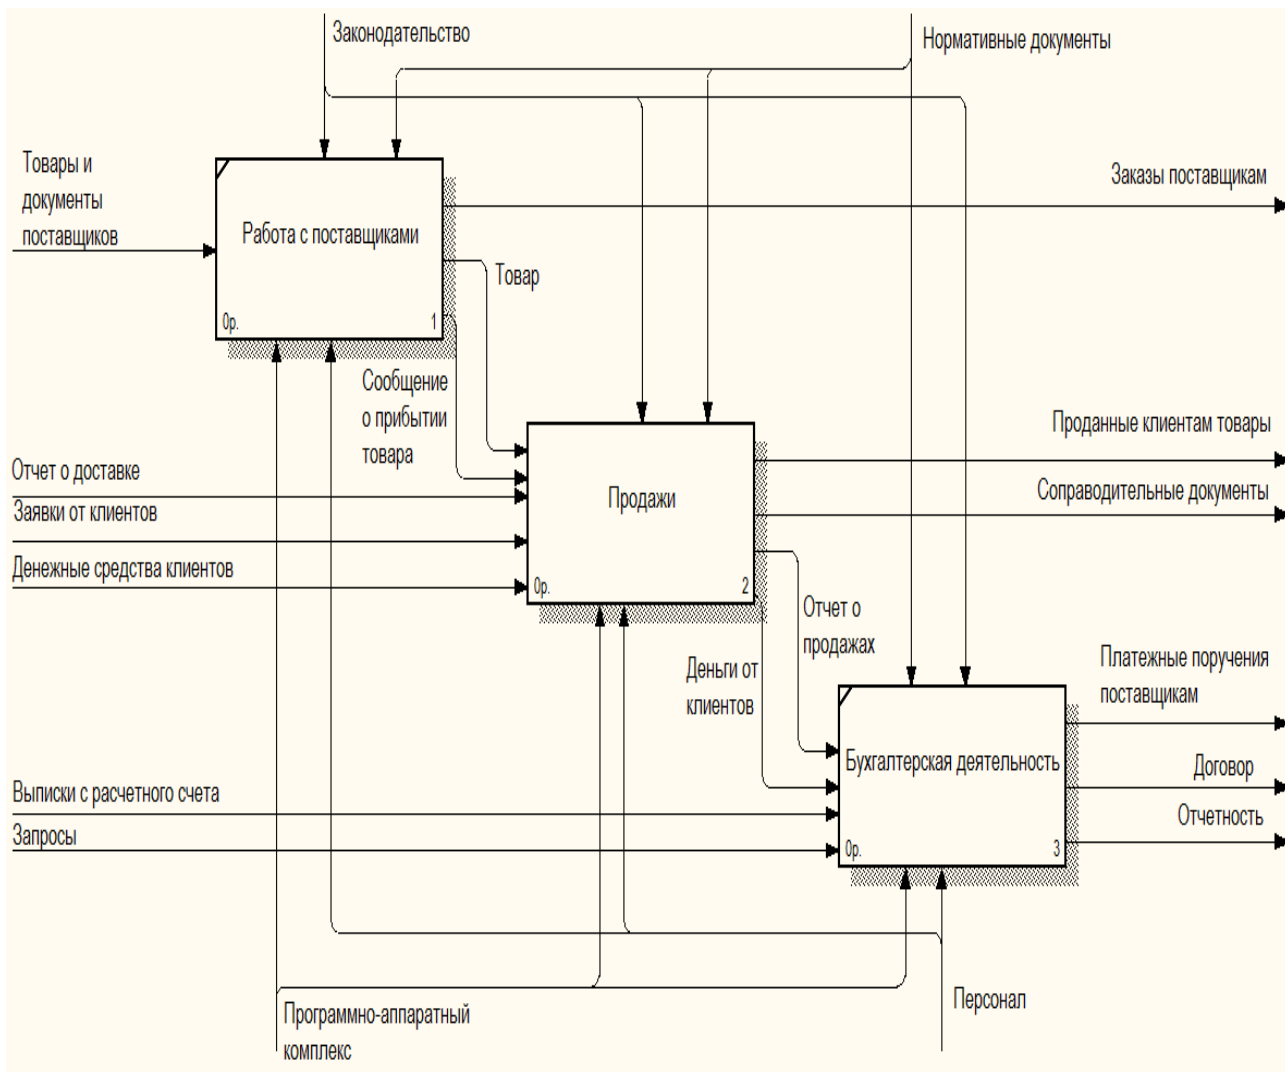 Законодательство
Нормативные документы
Товары и
документы
поставщиков
Заказы поставщикам
Работа с поставщиками
Товар
0р.
1
Сообщение
о прибытии
товара
Проданные клиентам товары
Отчет о доставке
Соправодительные документы
Заявки от клиентов
Продажи
Денежные средства клиентов
0р.
2
Отчет о
продажах
Деньги от
клиентов
Платежные поручения
поставщикам
Бухгалтерская деятельность
Договор
Выписки с расчетного счета
Отчетность
Запросы
0р.
3
Персонал
Программно-аппаратный
комплекс